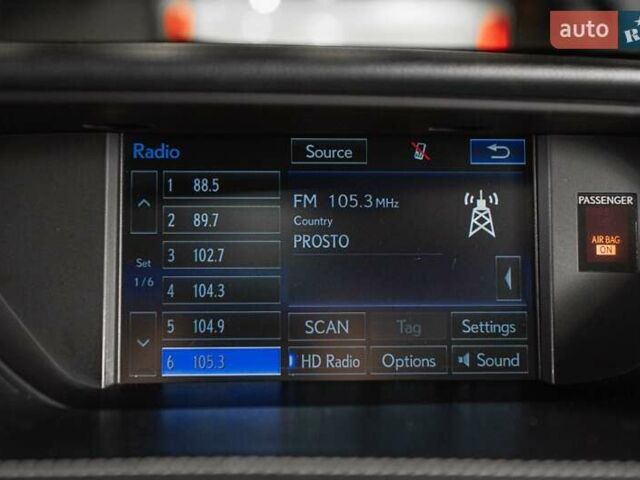 auto
R
Radio
Source
1 88.5
2 89.7
3 102.7
4 104.3
5 104.9
6 105.3
Set
1/6
FM 105.3 MHz
Country
PROSTO
SCAN
Tag
Settings
HD Radio
Options
Sound
PASSENGER
AIR BAG
ON